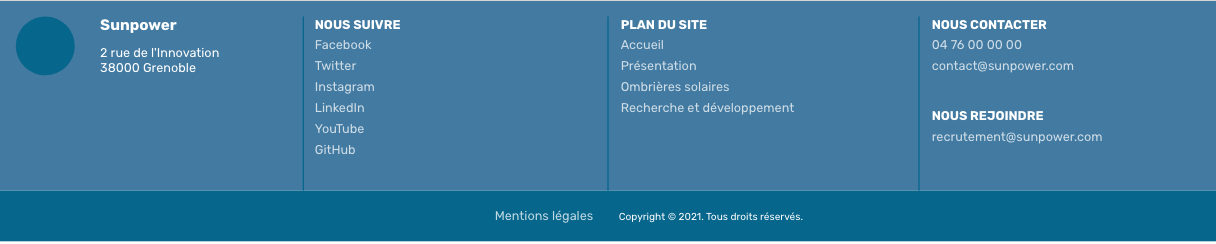 Sunpower
2 rue de l'Innovation
38000 Grenoble
NOUS SUIVRE
Facebook
Twitter
Instagram
LinkedIn
YouTube
GitHub
PLAN DU SITE
Accueil
Présentation
Ombrières solaires
Recherche et développement
NOUS CONTACTER
04 76 00 00 00
contact@sunpower.com
NOUS REJOINDRE
recrutement@sunpower.com
Mentions légales
Copyright © 2021. Tous droits réservés.